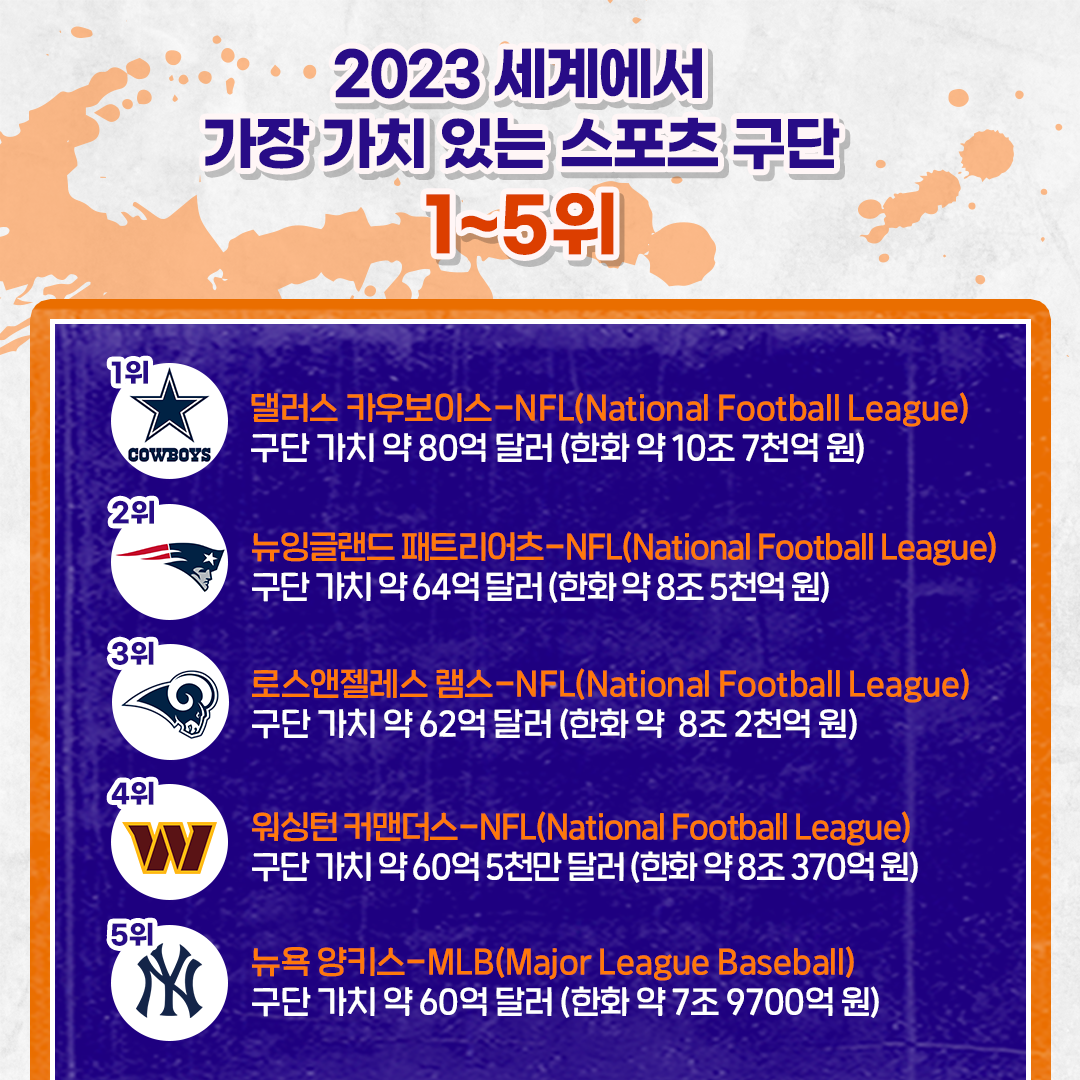 2023 세계에서
가장 가치 있는 스포츠 구단
1~5위
1위
COWBOYS
댈러스 카우보이스-NFL(National Football League)
구단 가치 약 80억 달러 (한화 약 10조 7천억 원)
2위
뉴잉글랜드 패트리어츠-NFL(National Football League)
구단 가치 약 64억 달러 (한화 약 8조 5천억 원)
3위
로스앤젤레스 램스-NFL(National Football League)
구단 가치 약 62억 달러 (한화 약 8조 2천억 원)
4위
W
워싱턴 커맨더스-NFL(National Football League)
구단 가치 약 60억 5천만 달러 (한화 약 8조 370억 원)
5위
NY
뉴욕 양키스-MLB(Major League Baseball)
구단 가치 약 60억 달러 (한화 약 7조 9700억 원)